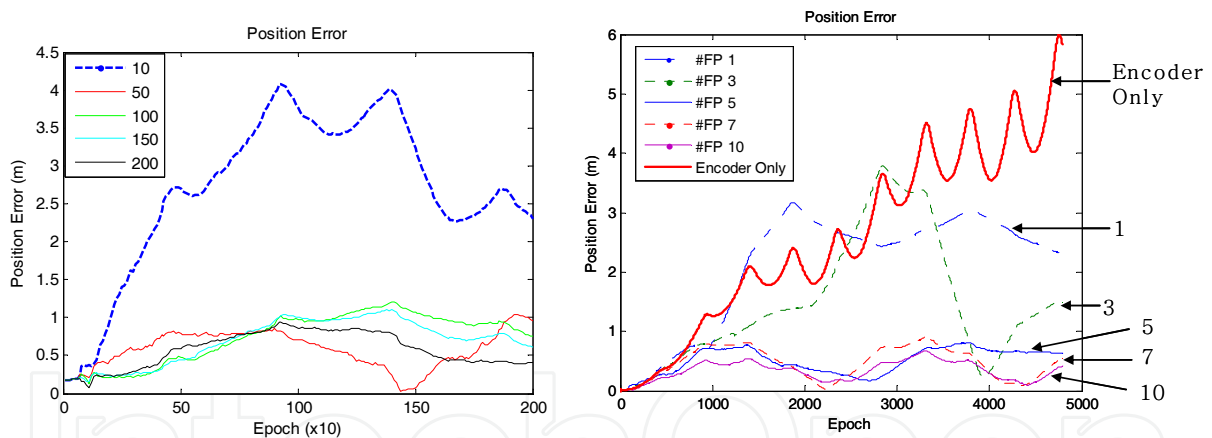 Position Error
4.5
4
3.5
3
2.5
2
1.5
1
0.5
0
0
50
100
150
200
Position Error (m)
Epoch (x10)
10
50
100
150
200
Position Error
6
5
4
3
2
1
0
0
1000
2000
3000
4000
5000
Position Error (m)
Epoch
#FP 1
#FP 3
#FP 5
#FP 7
#FP 10
Encoder Only
Encoder
Only
1
3
5
7
10